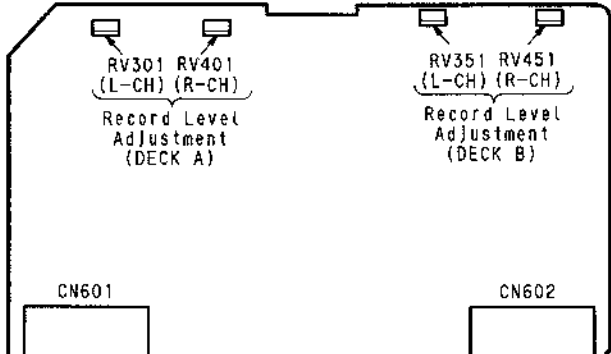 RV301 RV401
(L-CH) (R-CH)
Record Level
Adjustment
(DECK A)
RV351 RV451
(L-CH) (R-CH)
Record Level
Adjustment
(DECK B)
CN601
CN602